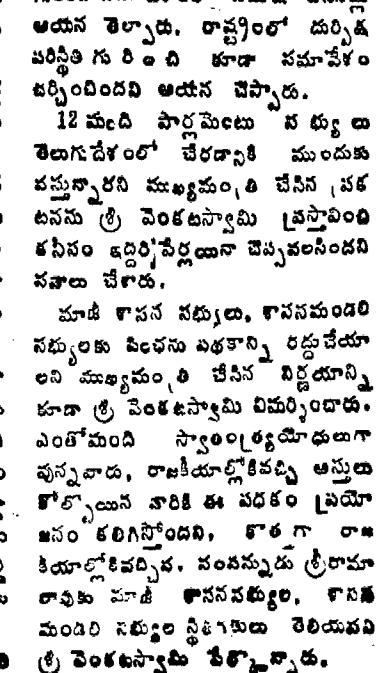 ఆయన తెల్పారు. రాష్ట్రంలో దుర్భిక్ష
పరిస్థితి గురించి కూడా సమావేశం
చర్చించిందని ఆయన చెప్పారు.
12 మంది పార్లమెంటు సభ్యులు
తెలుగుదేశంలో చేరడానికి ముందుకు
వస్తున్నారని ముఖ్యమంత్రి చేసిన ప్రక
టనను శ్రీ వెంకటస్వామి ప్రస్తావించి
కనీసం ఇద్దరి పేర్లయినా చెప్పవలసిందని
సవాలు చేశారు.
మాజీ శాసన సభ్యులు, శాసనమండలి
సభ్యులకు పింఛను పథకాన్ని రద్దుచేయా
లని ముఖ్యమంత్రి చేసిన నిర్ణయాన్ని
కూడా శ్రీ వెంకటస్వామి విమర్శించారు.
ఎంతోమంది స్వాతంత్ర్యయోధులుగా
వున్నవారు, రాజకీయాల్లోకివచ్చి ఆస్తులు
కోల్పోయిన వారికి ఈ పధకం ప్రయో
జనం కలిగిస్తోందని, కొత్తగా రాజ
కీయాల్లోకివచ్చిన, సంపన్నుడు శ్రీరామా
రావుకు మాజీ శాసనసభ్యుల, శాసన
మండలి సభ్యుల స్థితిగతులు తెలియవని
శ్రీ వెంకటస్వామి పేర్కొన్నారు.